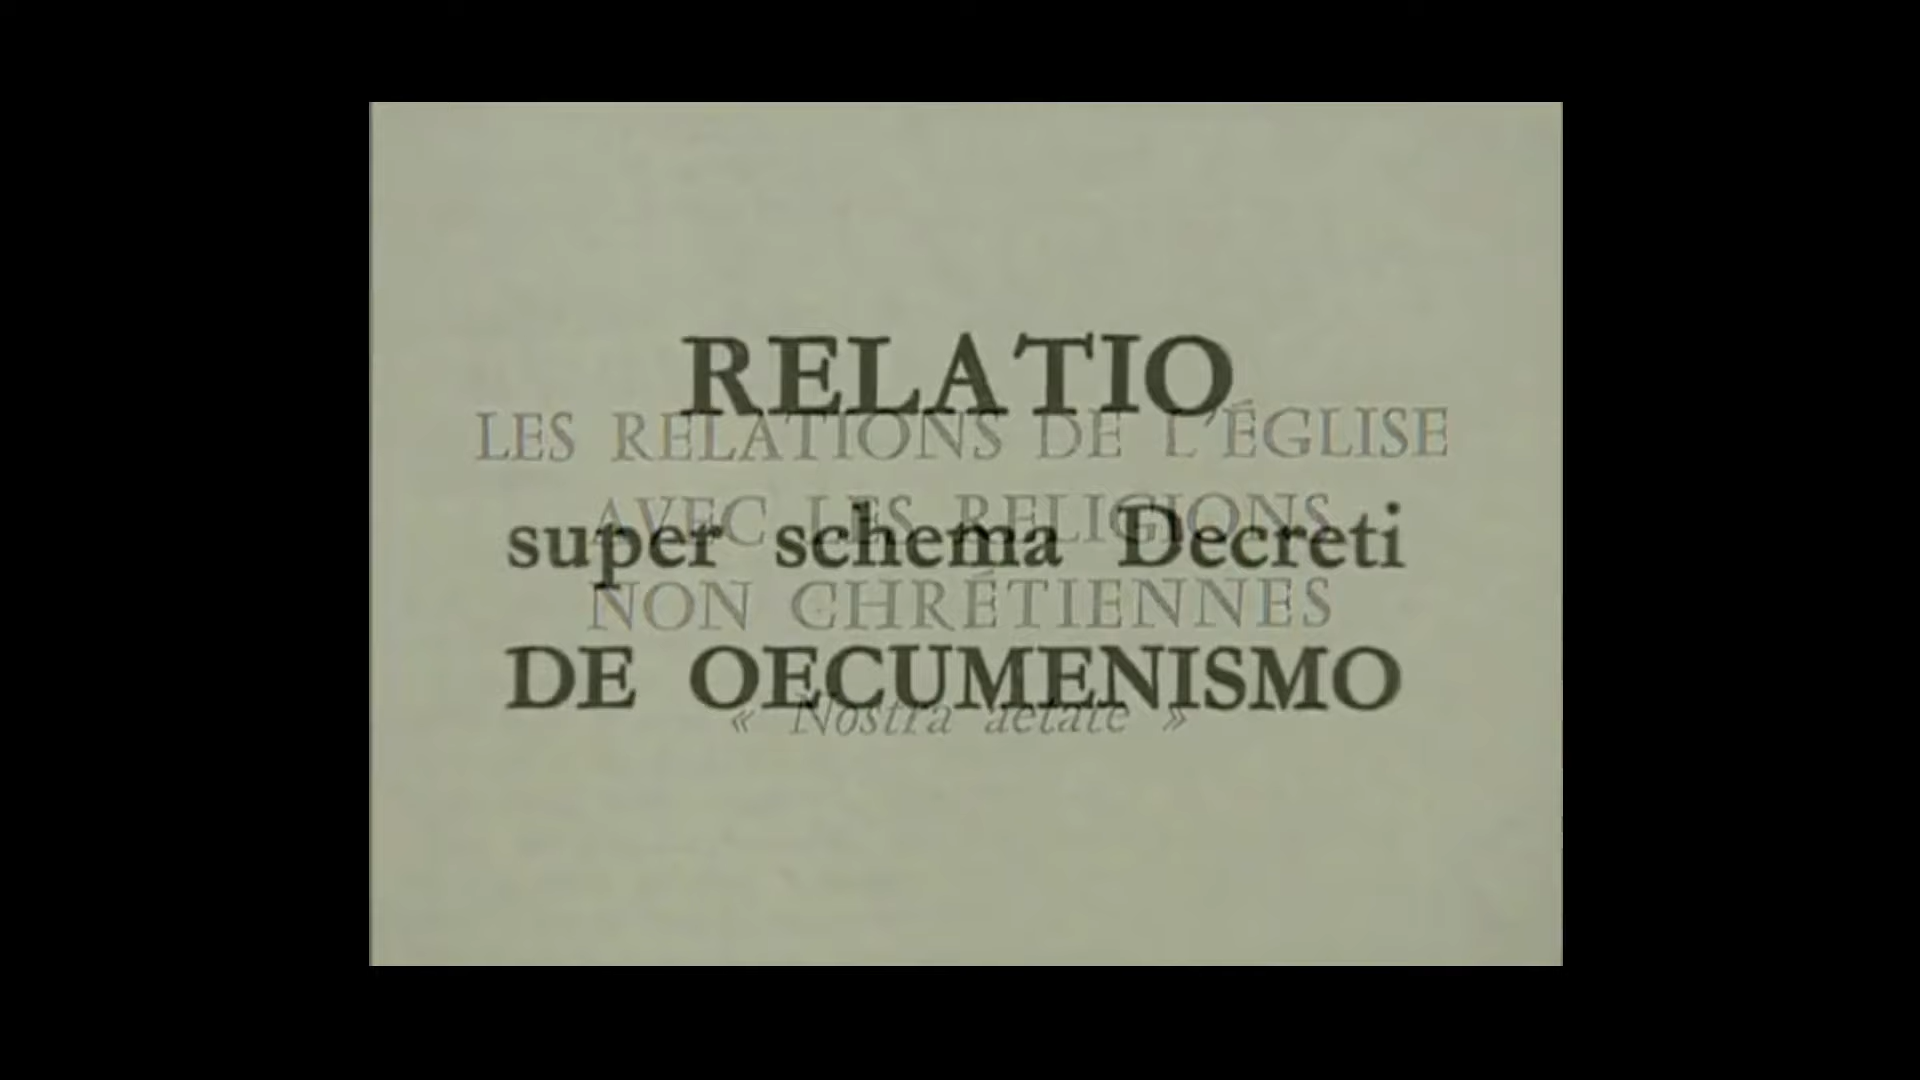 RELATIO
LES RELATIONS DE L'ÉGLISE
AVEC LES RELIGIONS
super schema Decreti
NON CHRÉTIENNES
DE OECUMENISMO
« Nostra aetate »